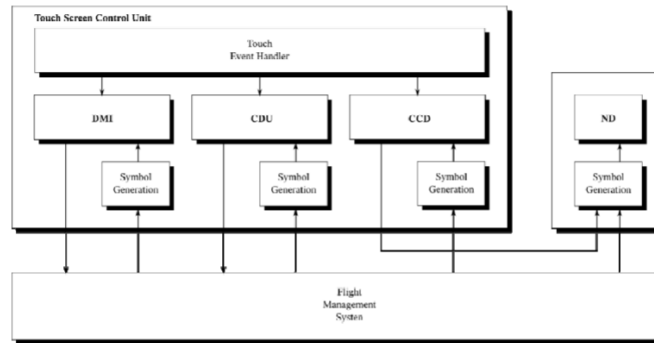 Touch Screen Control Unit
Touch
Event Handler
DMI
CDU
CCD
ND
Symbol
Generation
Symbol
Generation
Symbol
Generation
Symbol
Generation
Flight
Management
Systen